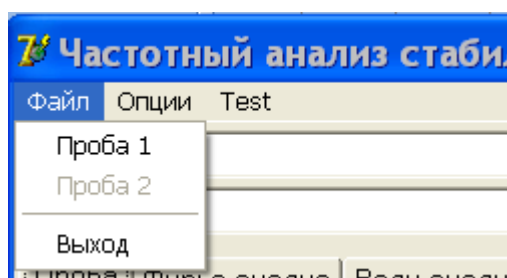 Частотный анализ стаби
Файл Опции Test
Проба 1
Проба 2
Выход